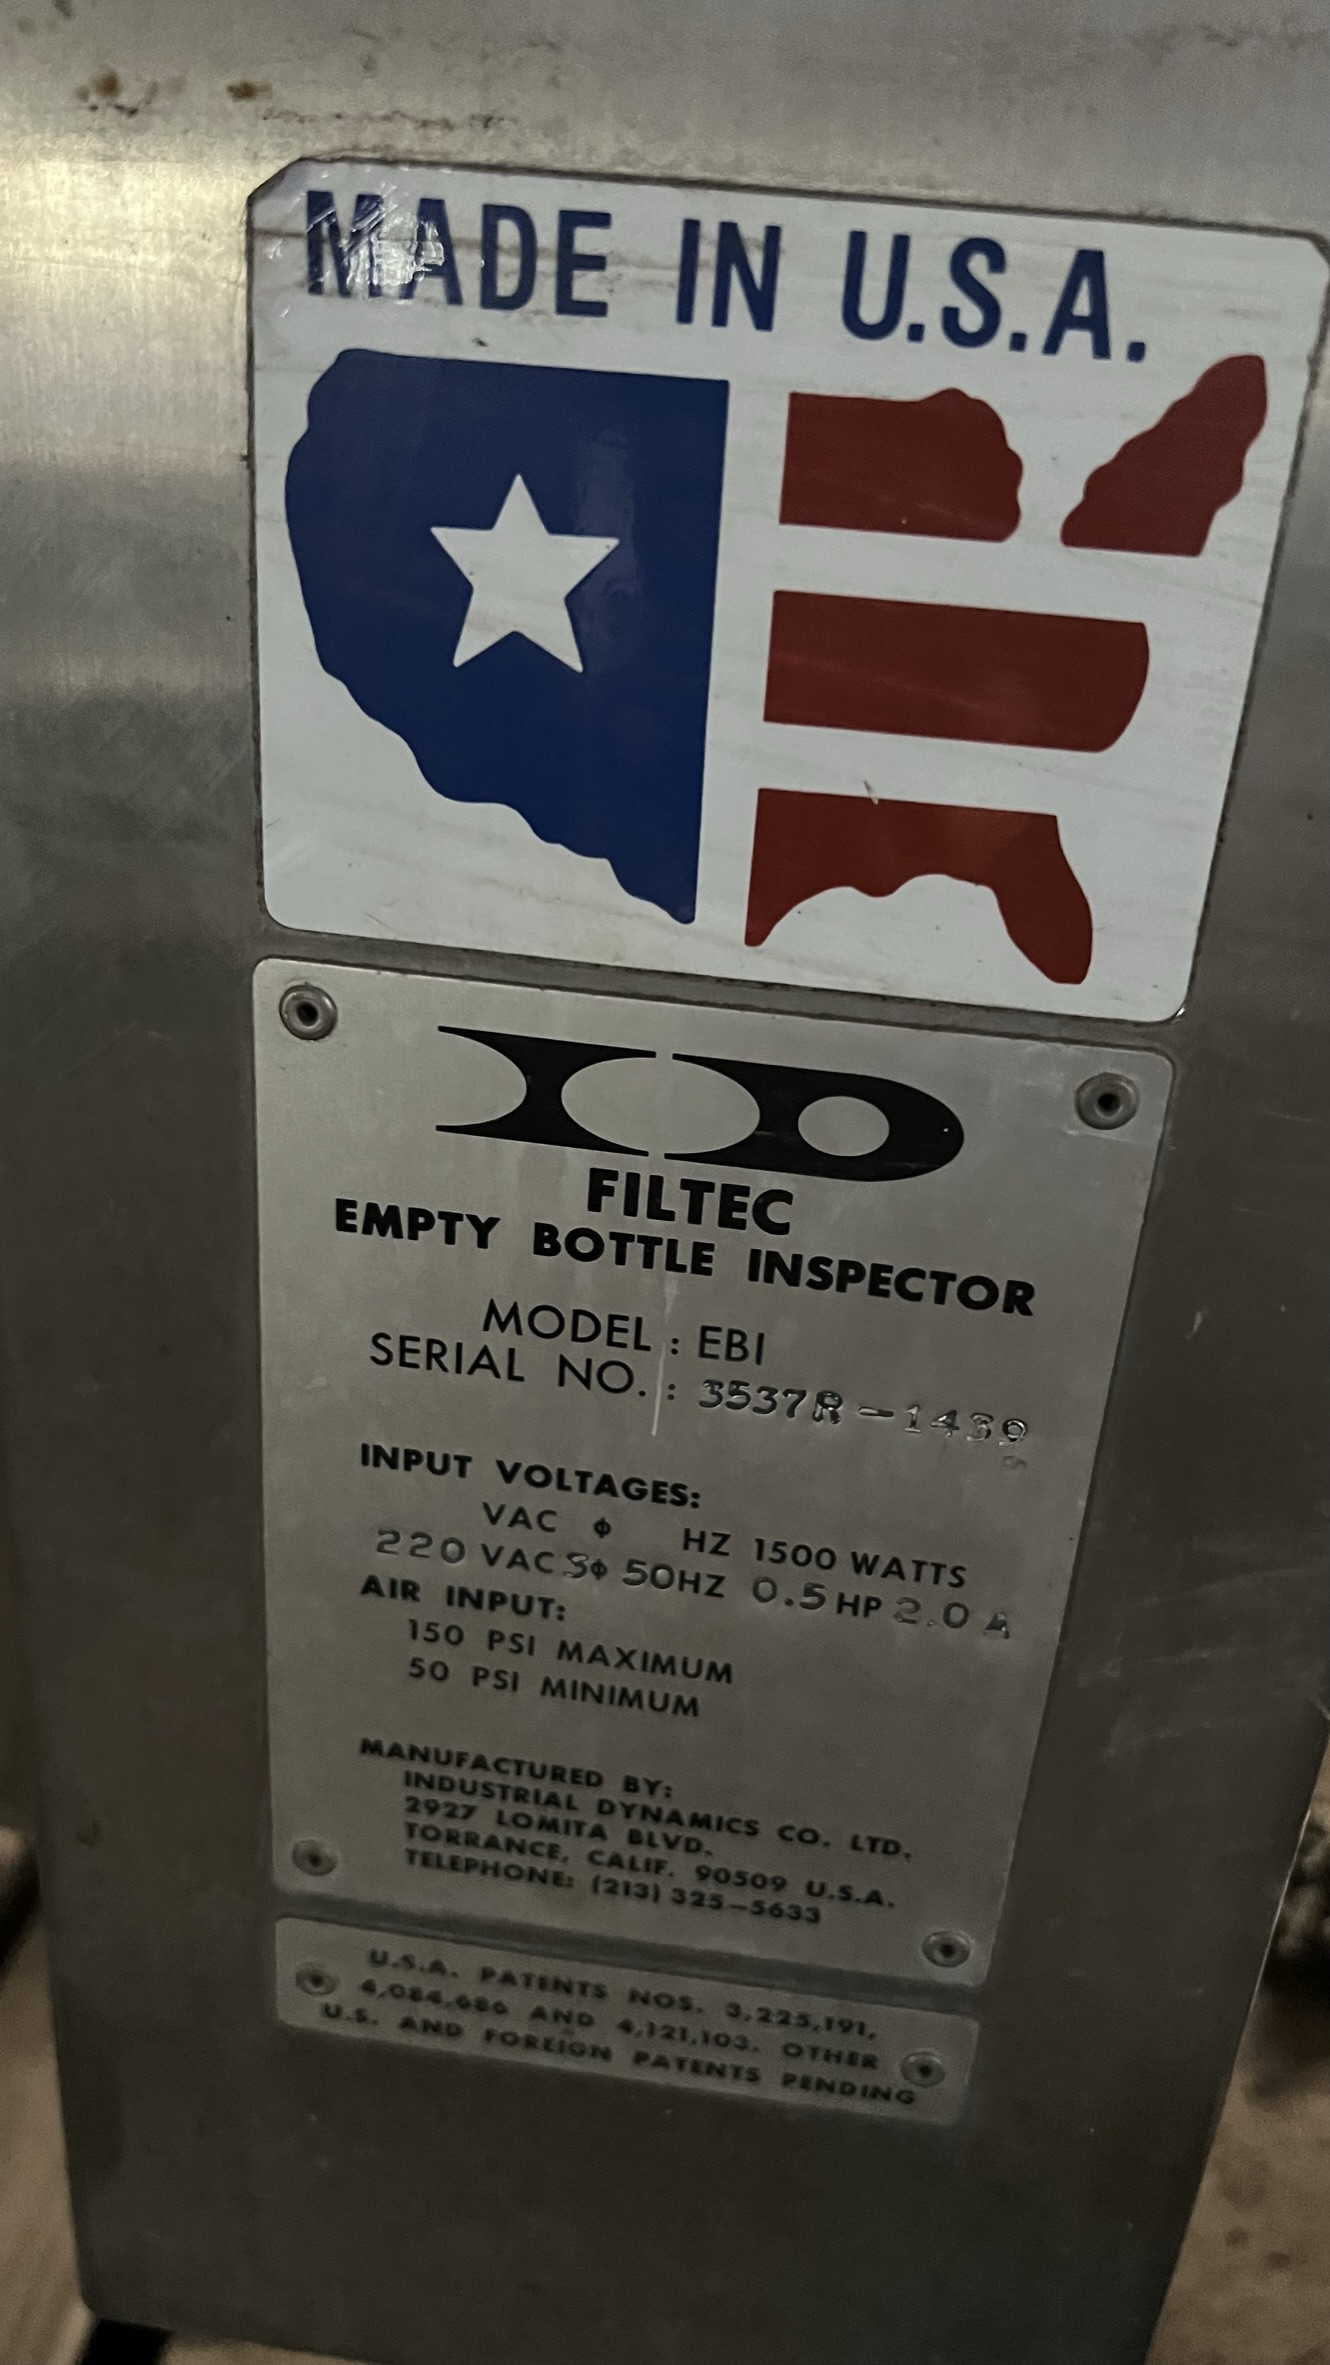 MADE IN U.S.A.
ID
FILTEC
EMPTY BOTTLE INSPECTOR
MODEL : EBI
SERIAL NO. : 3537R-1439
INPUT VOLTAGES:
VAC ϕ HZ 1500 WATTS
220 VAC 3ϕ 50HZ 0.5 HP 2.0 A
AIR INPUT:
150 PSI MAXIMUM
50 PSI MINIMUM
MANUFACTURED BY:
INDUSTRIAL DYNAMICS CO. LTD.
2927 LOMITA BLVD.
TORRANCE, CALIF. 90509 U.S.A.
TELEPHONE: (213) 325-5633
U.S.A. PATENTS NOS. 3,225,191,
4,084,686 AND 4,121,103. OTHER
U.S. AND FOREIGN PATENTS PENDING